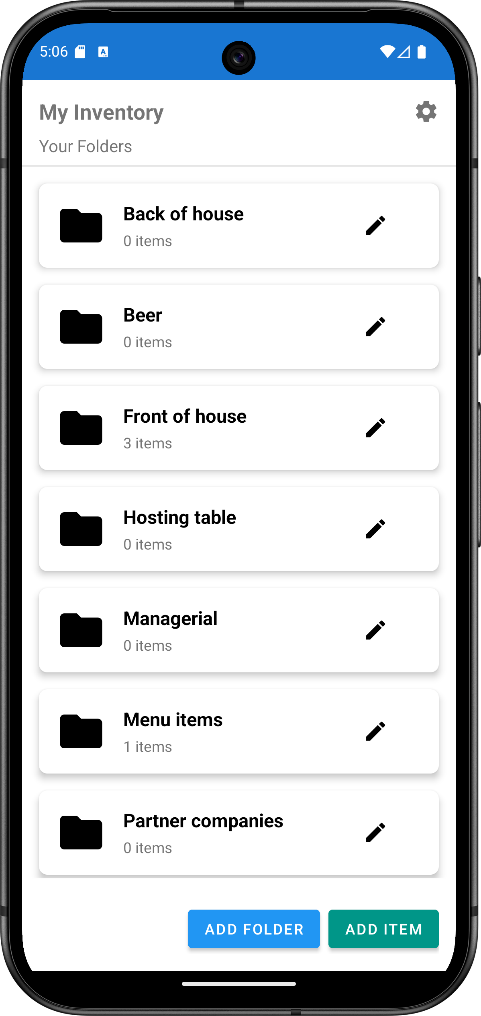 5:06
A
My Inventory
Your Folders
Back of house
0 items
Beer
0 items
Front of house
3 items
Hosting table
0 items
Managerial
0 items
Menu items
1 items
Partner companies
0 items
ADD FOLDER
ADD ITEM